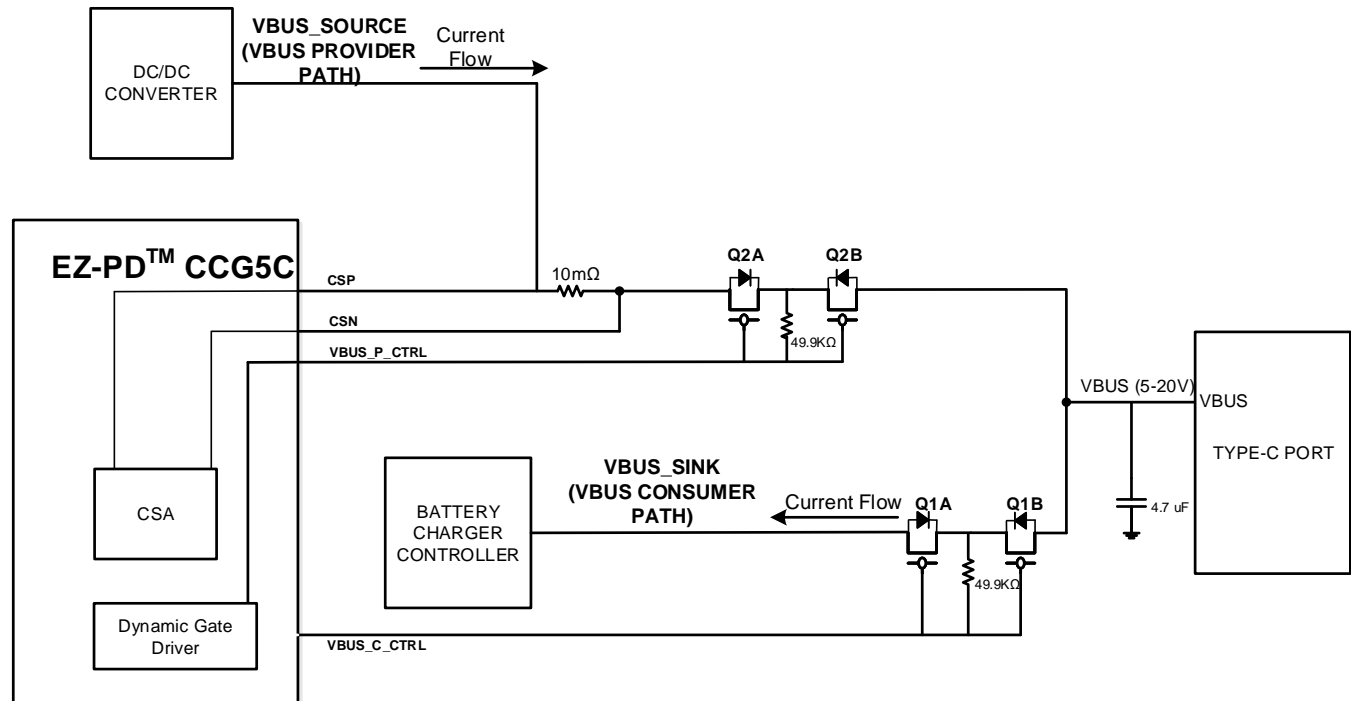 VBUS_SOURCE
(VBUS PROVIDER
PATH)
Current
Flow
DC/DC
CONVERTER
EZ-PD™ CCG5C
CSP
10mΩ
Q2A
Q2B
CSN
49.9KΩ
VBUS_P_CTRL
VBUS (5-20V)
VBUS
TYPE-C PORT
4.7 uF
CSA
BATTERY
CHARGER
CONTROLLER
VBUS_SINK
(VBUS CONSUMER
PATH)
Current Flow
Q1A
Q1B
49.9KΩ
Dynamic Gate
Driver
VBUS_C_CTRL